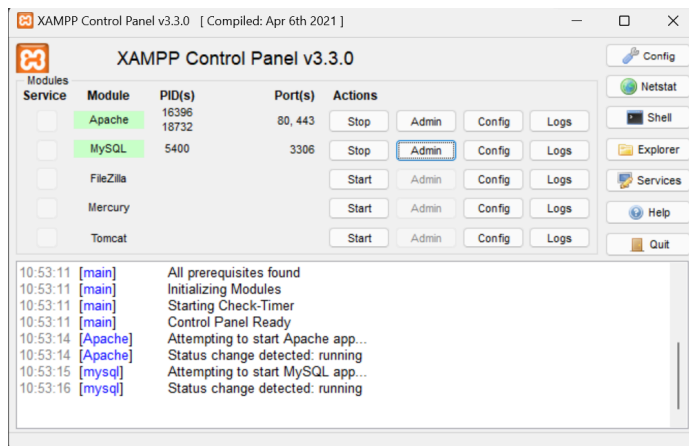 XAMPP Control Panel v3.3.0 [ Compiled: Apr 6th 2021 ]
XAMPP Control Panel v3.3.0
Config
Modules
Service Module PID(s) Port(s) Actions
Netstat
Apache 16396 18732 80, 443 Stop Admin Config Logs
Shell
MySQL 5400 3306 Stop Admin Config Logs
Explorer
FileZilla Start Admin Config Logs
Services
Mercury Start Admin Config Logs
Help
Tomcat Start Admin Config Logs
Quit
10:53:11 [main] All prerequisites found
10:53:11 [main] Initializing Modules
10:53:11 [main] Starting Check-Timer
10:53:11 [main] Control Panel Ready
10:53:14 [Apache] Attempting to start Apache app...
10:53:14 [Apache] Status change detected: running
10:53:15 [mysql] Attempting to start MySQL app...
10:53:16 [mysql] Status change detected: running